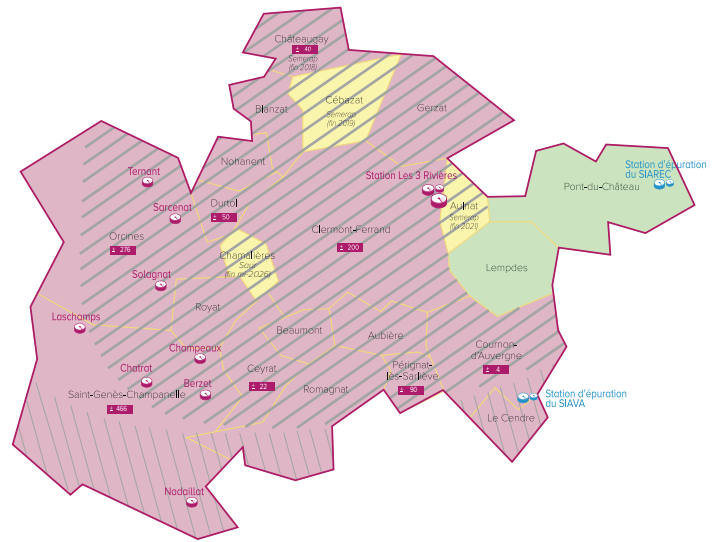 Châteaugay
± 40
Semerap
(fin 2018)
Cébazat
Semerap
(fin 2019)
Blanzat
Gerzat
Nohanent
Ternant
Station Les 3 Rivières
Station d'épuration
du SIAREC
Pont-du-Château
Sarcenat
Durtol
± 50
Aulnat
Semerap
(fin 2021)
Orcines
± 276
Clermont-Ferrand
± 200
Chamalières
Saur
(fin mi-2026)
Lempdes
Solagnat
Royat
Laschamps
Beaumont
Aubière
Cournon-
d'Auvergne
± 4
Champeaux
Ceyrat
± 22
Pérignat-
lès-Sarliève
± 90
Chatrat
Berzet
Saint-Genès-Champanelle
± 466
Romagnat
Station d'épuration
du SIAVA
Le Cendre
Nadaillat